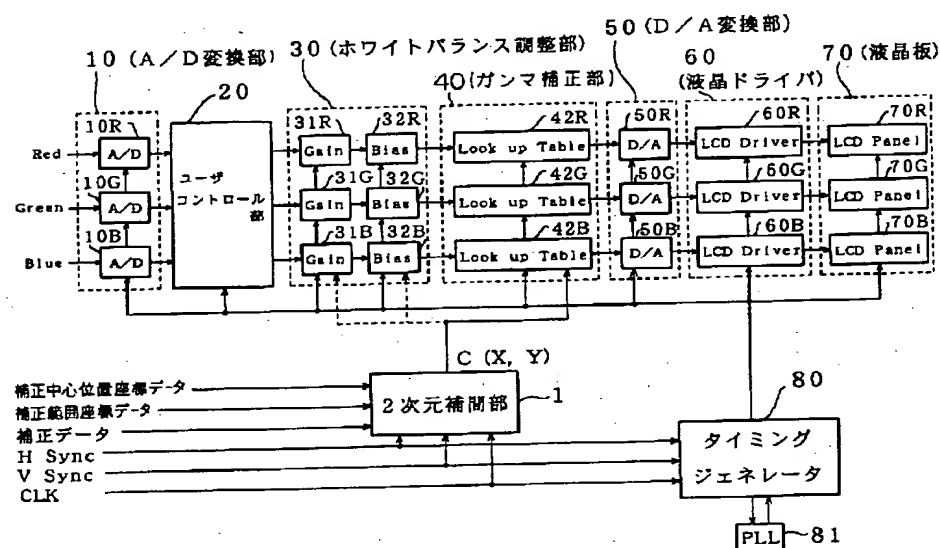 50 (D/A変換部)
10 (A/D変換部)
30 (ホワイトバランス調整部)
60
(液晶ドライバ)
70 (液晶板)
20
40(ガンマ補正部)
10R
31R
32R
42R
50R
60R
70R
Red
A/D
Gain
Bias
Look up Table
D/A
LCD Driver
LCD Panel
10G
31G
32G
42G
50G
60G
70G
Green
A/D
ユーザ
コントロール
部
Gain
Bias
Look up Table
D/A
LCD Driver
LCD Panel
10B
31B
32B
42B
50B
60B
70B
Blue
A/D
Gain
Bias
Look up Table
D/A
LCD Driver
LCD Panel
C (X, Y)
補正中心位置座標データ
補正範囲座標データ
補正データ
H Sync
V Sync
CLK
2次元補間部
1
80
タイミング
ジェネレータ
PLL
81